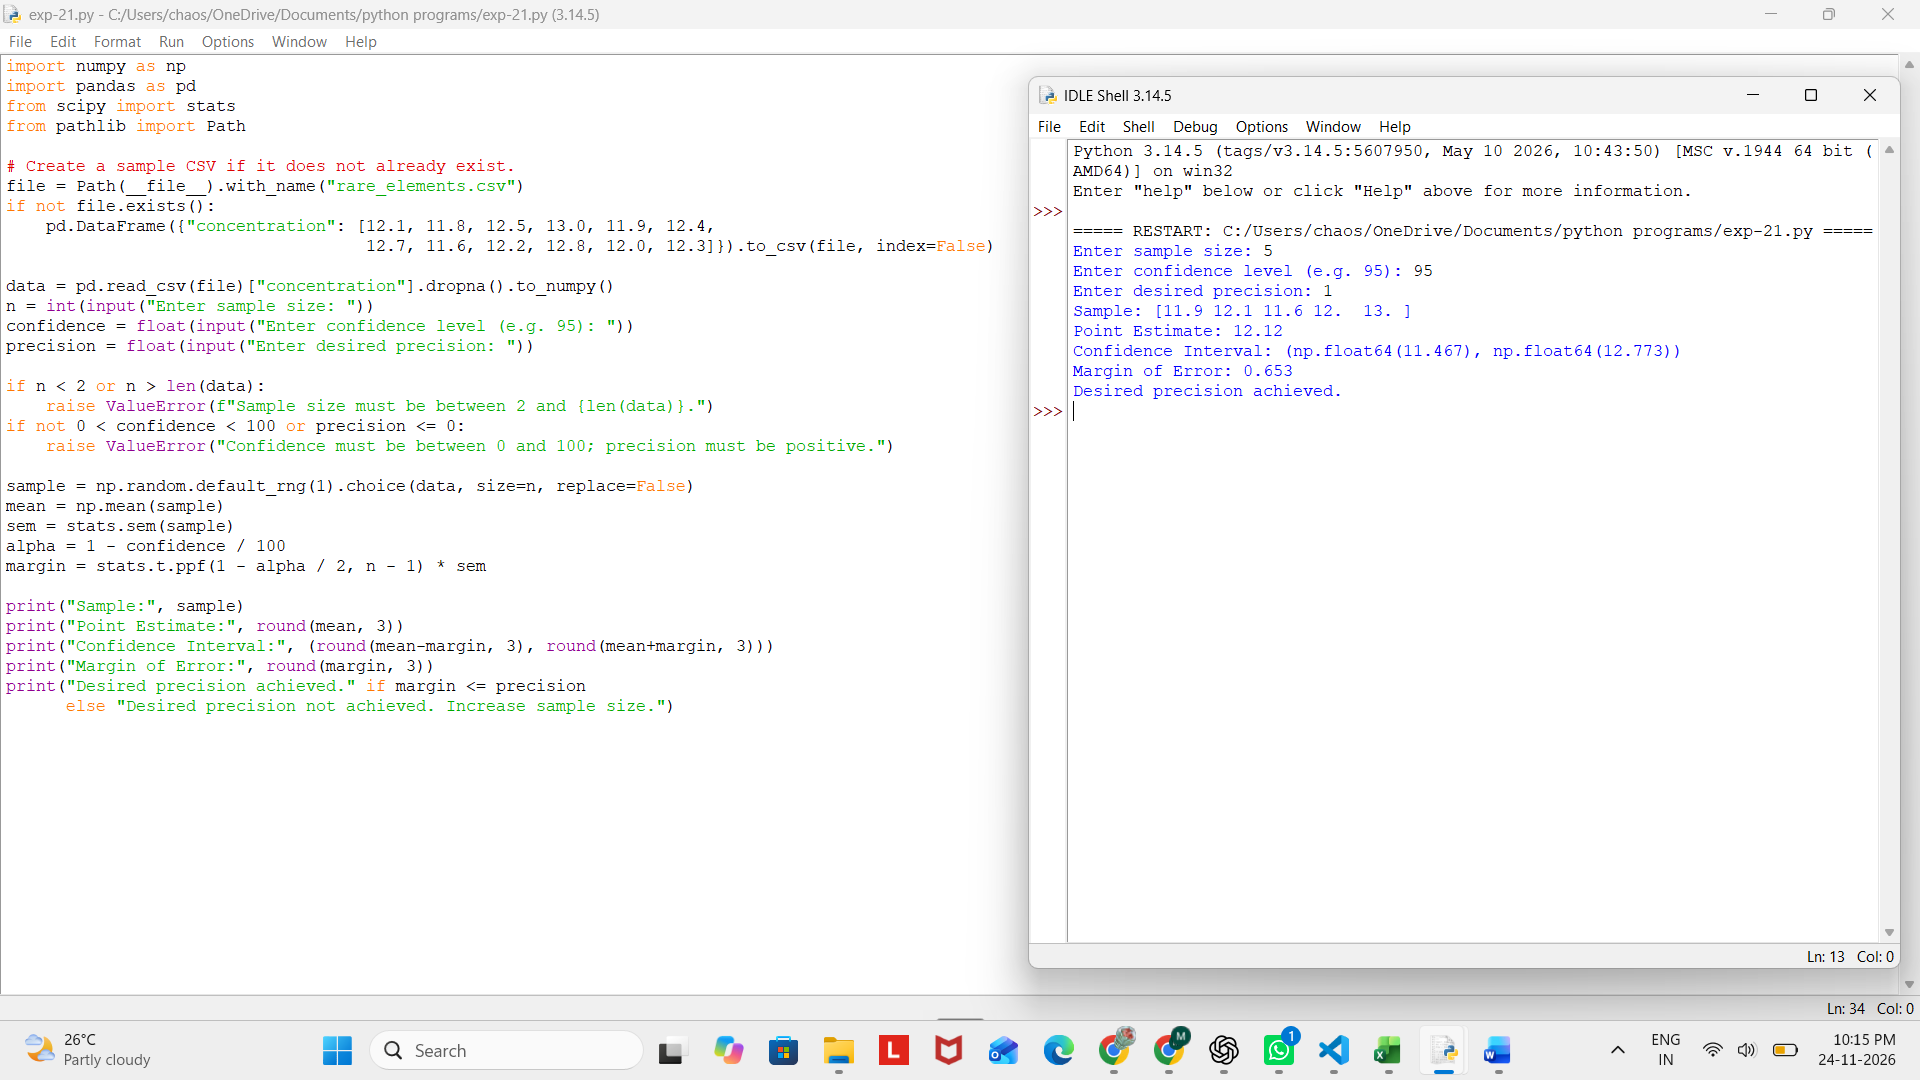 exp-21.py - C:/Users/chaos/OneDrive/Documents/python programs/exp-21.py (3.14.5)
File Edit Format Run Options Window Help
import numpy as np
import pandas as pd
from scipy import stats
from pathlib import Path

# Create a sample CSV if it does not already exist.
file = Path(__file__).with_name("rare_elements.csv")
if not file.exists():
    pd.DataFrame({"concentration": [12.1, 11.8, 12.5, 13.0, 11.9, 12.4,
                                    12.7, 11.6, 12.2, 12.8, 12.0, 12.3]}).to_csv(file, index=False)

data = pd.read_csv(file)["concentration"].dropna().to_numpy()
n = int(input("Enter sample size: "))
confidence = float(input("Enter confidence level (e.g. 95): "))
precision = float(input("Enter desired precision: "))

if n < 2 or n > len(data):
    raise ValueError(f"Sample size must be between 2 and {len(data)}.")
if not 0 < confidence < 100 or precision <= 0:
    raise ValueError("Confidence must be between 0 and 100; precision must be positive.")

sample = np.random.default_rng(1).choice(data, size=n, replace=False)
mean = np.mean(sample)
sem = stats.sem(sample)
alpha = 1 - confidence / 100
margin = stats.t.ppf(1 - alpha / 2, n - 1) * sem

print("Sample:", sample)
print("Point Estimate:", round(mean, 3))
print("Confidence Interval:", (round(mean-margin, 3), round(mean+margin, 3)))
print("Margin of Error:", round(margin, 3))
print("Desired precision achieved." if margin <= precision
      else "Desired precision not achieved. Increase sample size.")
IDLE Shell 3.14.5
File Edit Shell Debug Options Window Help
Python 3.14.5 (tags/v3.14.5:5607950, May 10 2026, 10:43:50) [MSC v.1944 64 bit (
AMD64)] on win32
Enter "help" below or click "Help" above for more information.
>>>
===== RESTART: C:/Users/chaos/OneDrive/Documents/python programs/exp-21.py =====
Enter sample size: 5
Enter confidence level (e.g. 95): 95
Enter desired precision: 1
Sample: [11.9 12.1 11.6 12.  13. ]
Point Estimate: 12.12
Confidence Interval: (np.float64(11.467), np.float64(12.773))
Margin of Error: 0.653
Desired precision achieved.
>>>
Ln: 13 Col: 0
Ln: 34 Col: 0
26°C
Partly cloudy
Search
L
M
1
ENG
IN
10:15 PM
24-11-2026